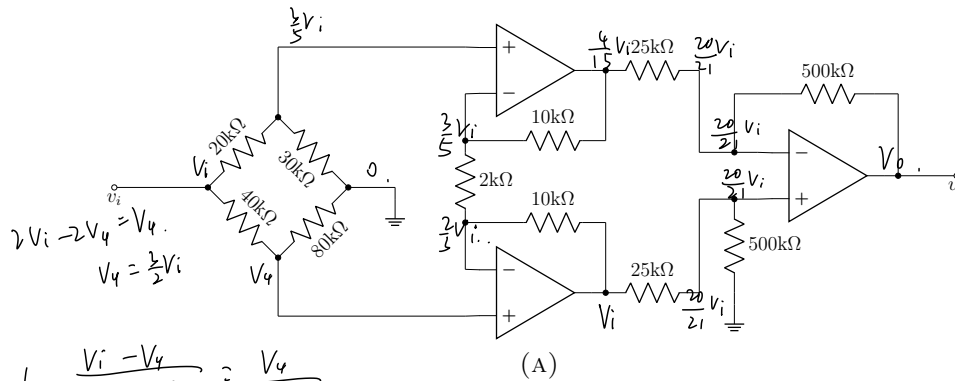 3/5 Vi
4/15 Vi 25kΩ 20/21 Vi
500kΩ
20kΩ
30kΩ
10kΩ
3/5 Vi
20/21 Vi
Vi
0.
2kΩ
20/21 Vi
V0.
vi
40kΩ
80kΩ
10kΩ
2/3 Vi..
500kΩ
2Vi-2V4=V4.
V4
25kΩ
V4=3/2 Vi
Vi
20/21 Vi
(A)
Vi-V4 = V4